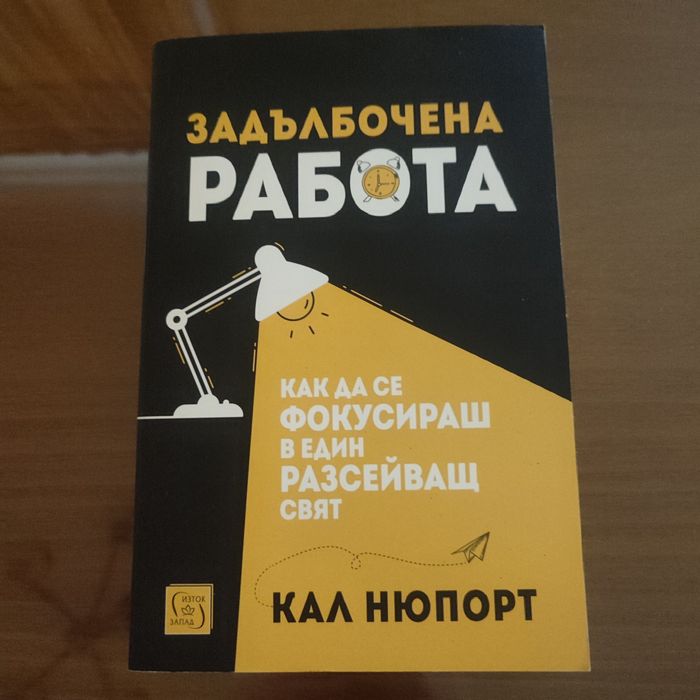 ЗАДЪЛБОЧЕНА
РАБОТА
КАК ДА СЕ
ФОКУСИРАШ
В ЕДИН
РАЗСЕЙВАЩ
СВЯТ
КАЛ НЮПОРТ
ИЗТОК
ЗАПАД